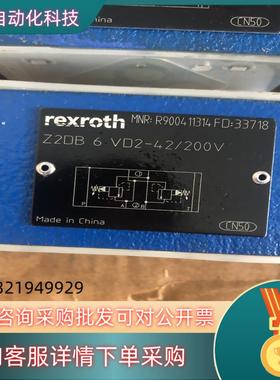 自动化科技
CN50
rexroth MNR: R900411314 FD:33718
Z2DB 6 VD2-42/200V
P A B T
Made in China CN50
321949929
咨询采购批发可对公开票
客服详情下单采购